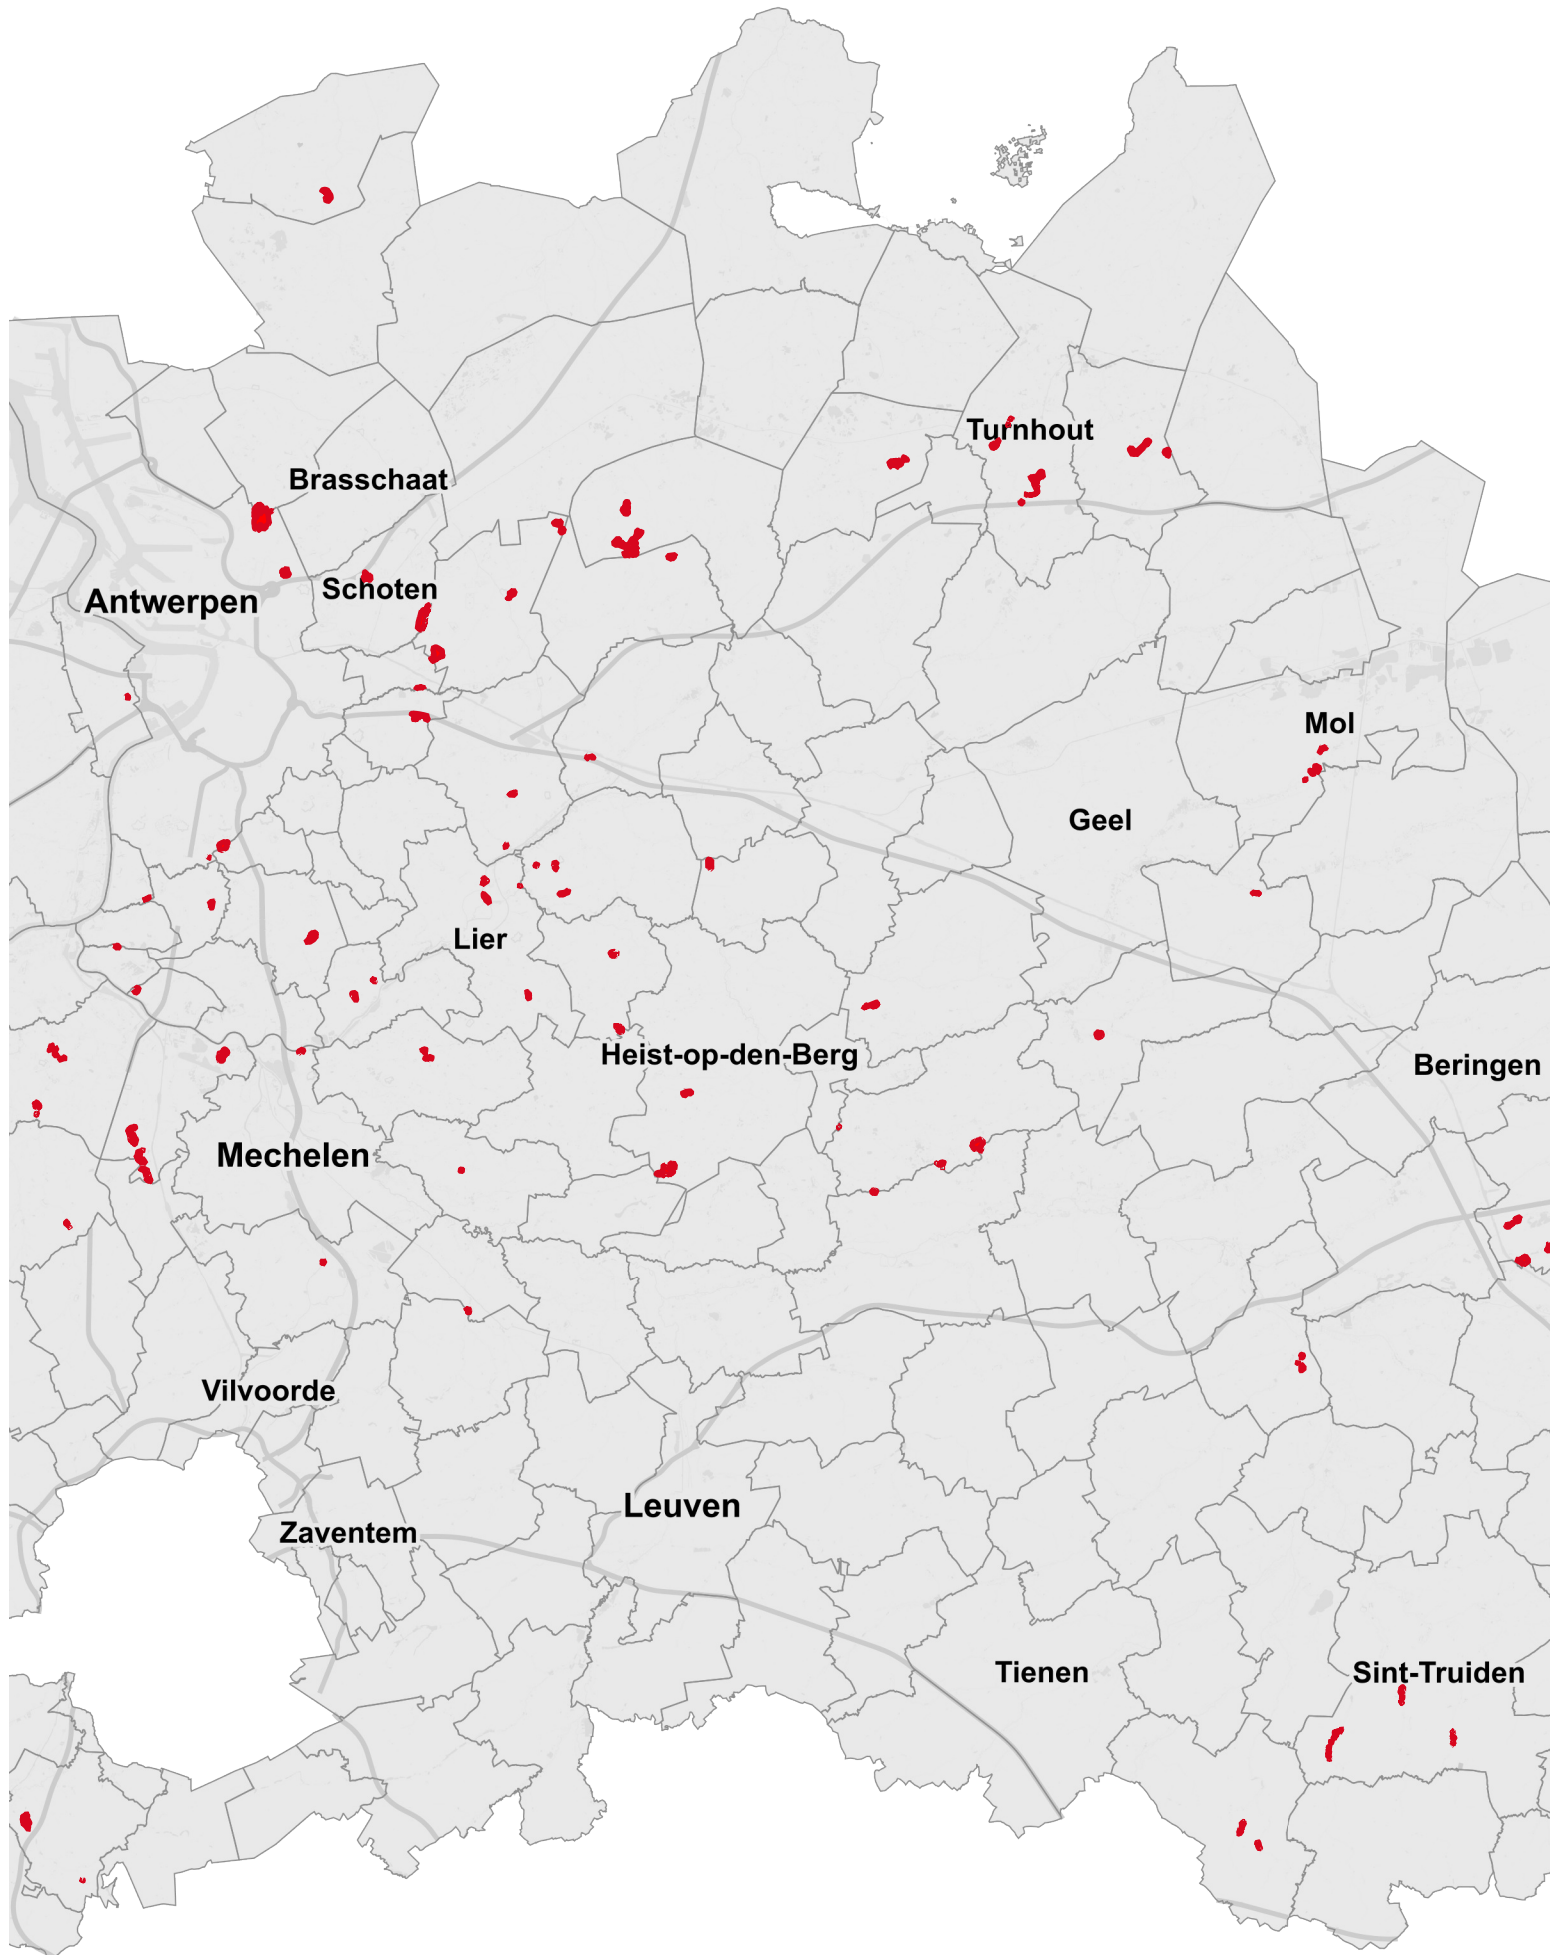 Turnhout
Brasschaat
Schoten
Antwerpen
Mol
Geel
Lier
Heist-op-den-Berg
Beringen
Mechelen
Vilvoorde
Leuven
Zaventem
Tienen
Sint-Truiden